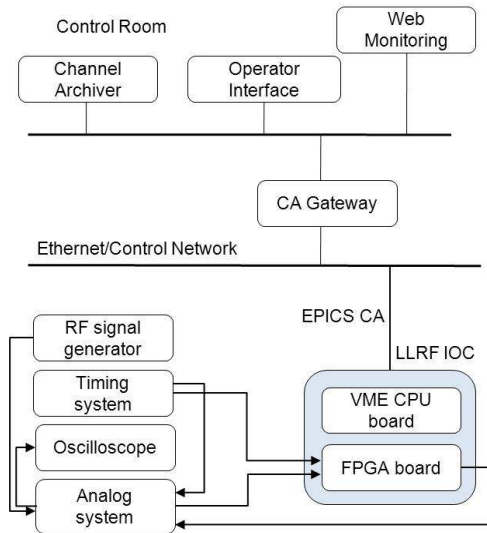 Control Room
Web
Monitoring
Channel
Archiver
Operator
Interface
CA Gateway
Ethernet/Control Network
EPICS CA
LLRF IOC
RF signal
generator
Timing
system
Oscilloscope
Analog
system
VME CPU
board
FPGA board